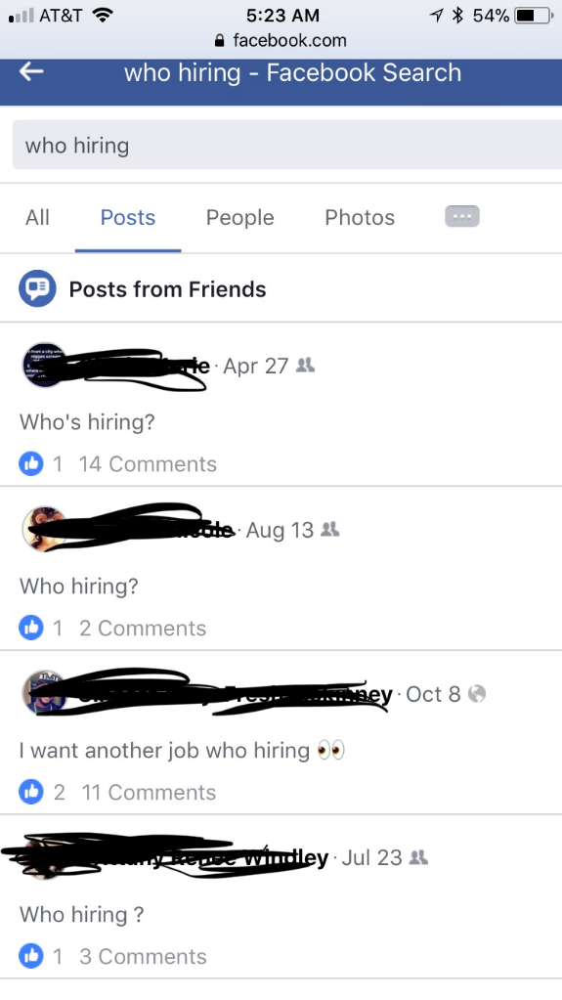 AT&T 5:23 AM 54%
facebook.com
who hiring - Facebook Search
who hiring
All Posts People Photos
Posts from Friends
· Apr 27
Who's hiring?
1 14 Comments
· Aug 13
Who hiring?
1 2 Comments
· Oct 8
I want another job who hiring 👀
2 11 Comments
· Jul 23
Who hiring ?
1 3 Comments